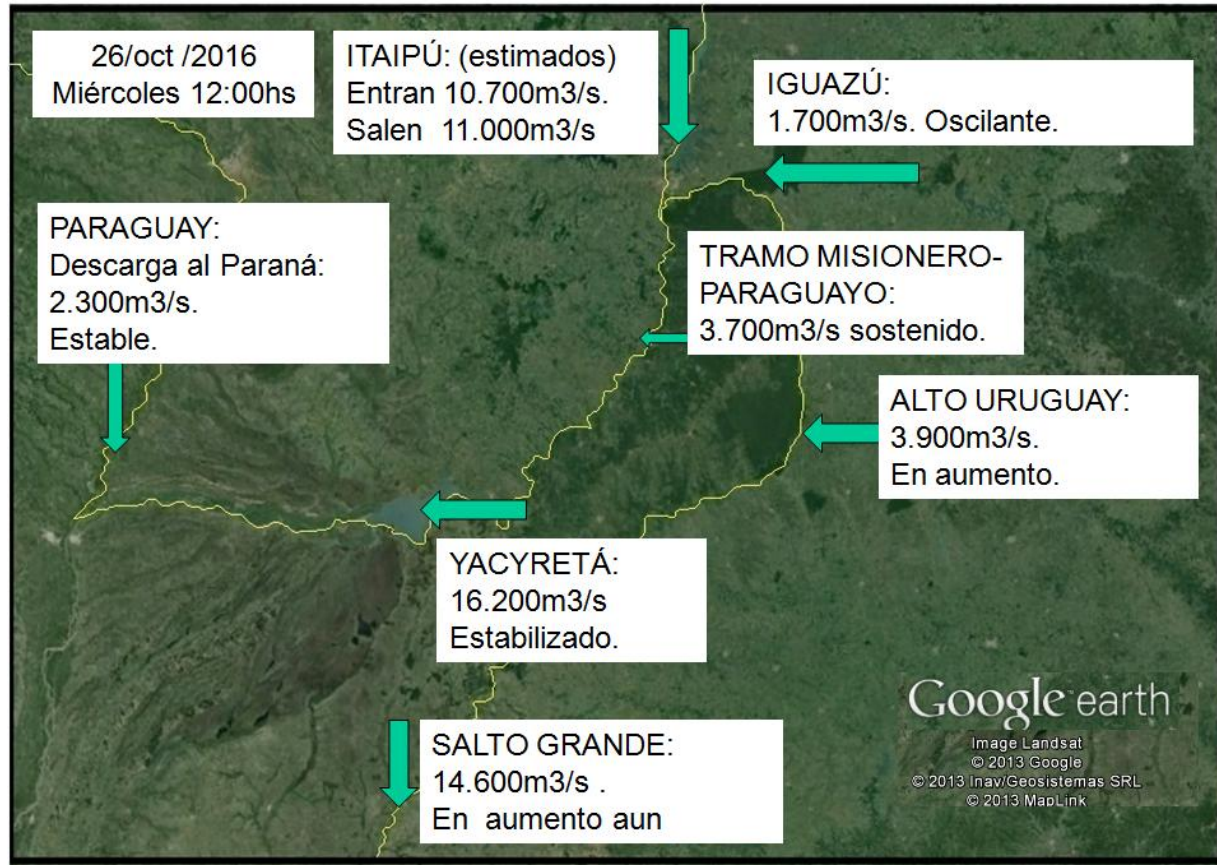 26/oct /2016
Miércoles 12:00hs
ITAIPÚ: (estimados)
Entran 10.700m3/s.
Salen 11.000m3/s
IGUAZÚ:
1.700m3/s. Oscilante.
PARAGUAY:
Descarga al Paraná:
2.300m3/s.
Estable.
TRAMO MISIONERO-
PARAGUAYO:
3.700m3/s sostenido.
ALTO URUGUAY:
3.900m3/s.
En aumento.
YACYRETÁ:
16.200m3/s
Estabilizado.
SALTO GRANDE:
14.600m3/s .
En aumento aun
Google earth
Image Landsat
© 2013 Google
© 2013 Inav/Geosistemas SRL
© 2013 MapLink